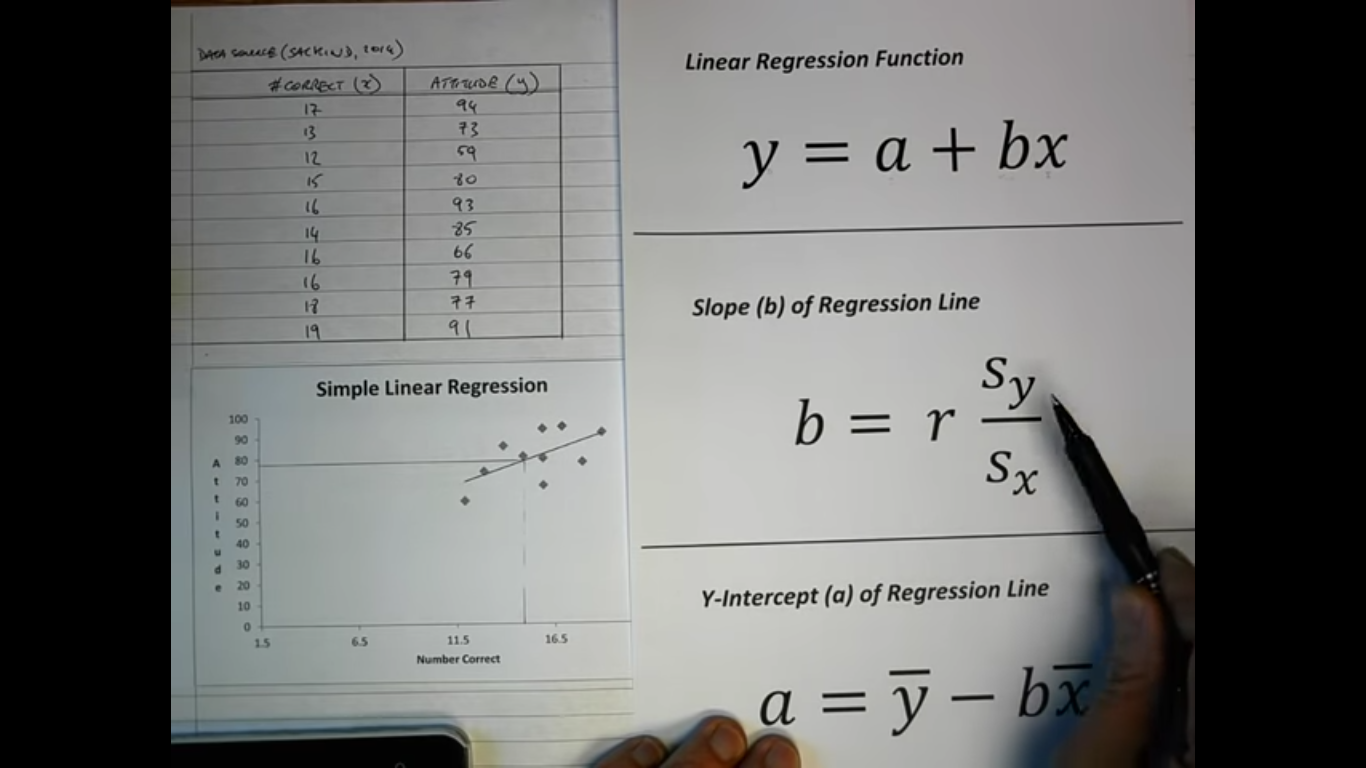 DATA SOURCE (SACKIND, 2014)
#CORRECT (x) ATTITUDE (y)
17 94
13 73
12 59
15 80
16 93
14 85
16 66
16 79
18 77
19 91
Simple Linear Regression
100
90
80
70
60
50
40
30
20
10
0
Attitude
1.5 6.5 11.5 16.5
Number Correct
Linear Regression Function
y = a + bx
Slope (b) of Regression Line
b = r sy/sx
Y-Intercept (a) of Regression Line
a = y̅ − bx̅